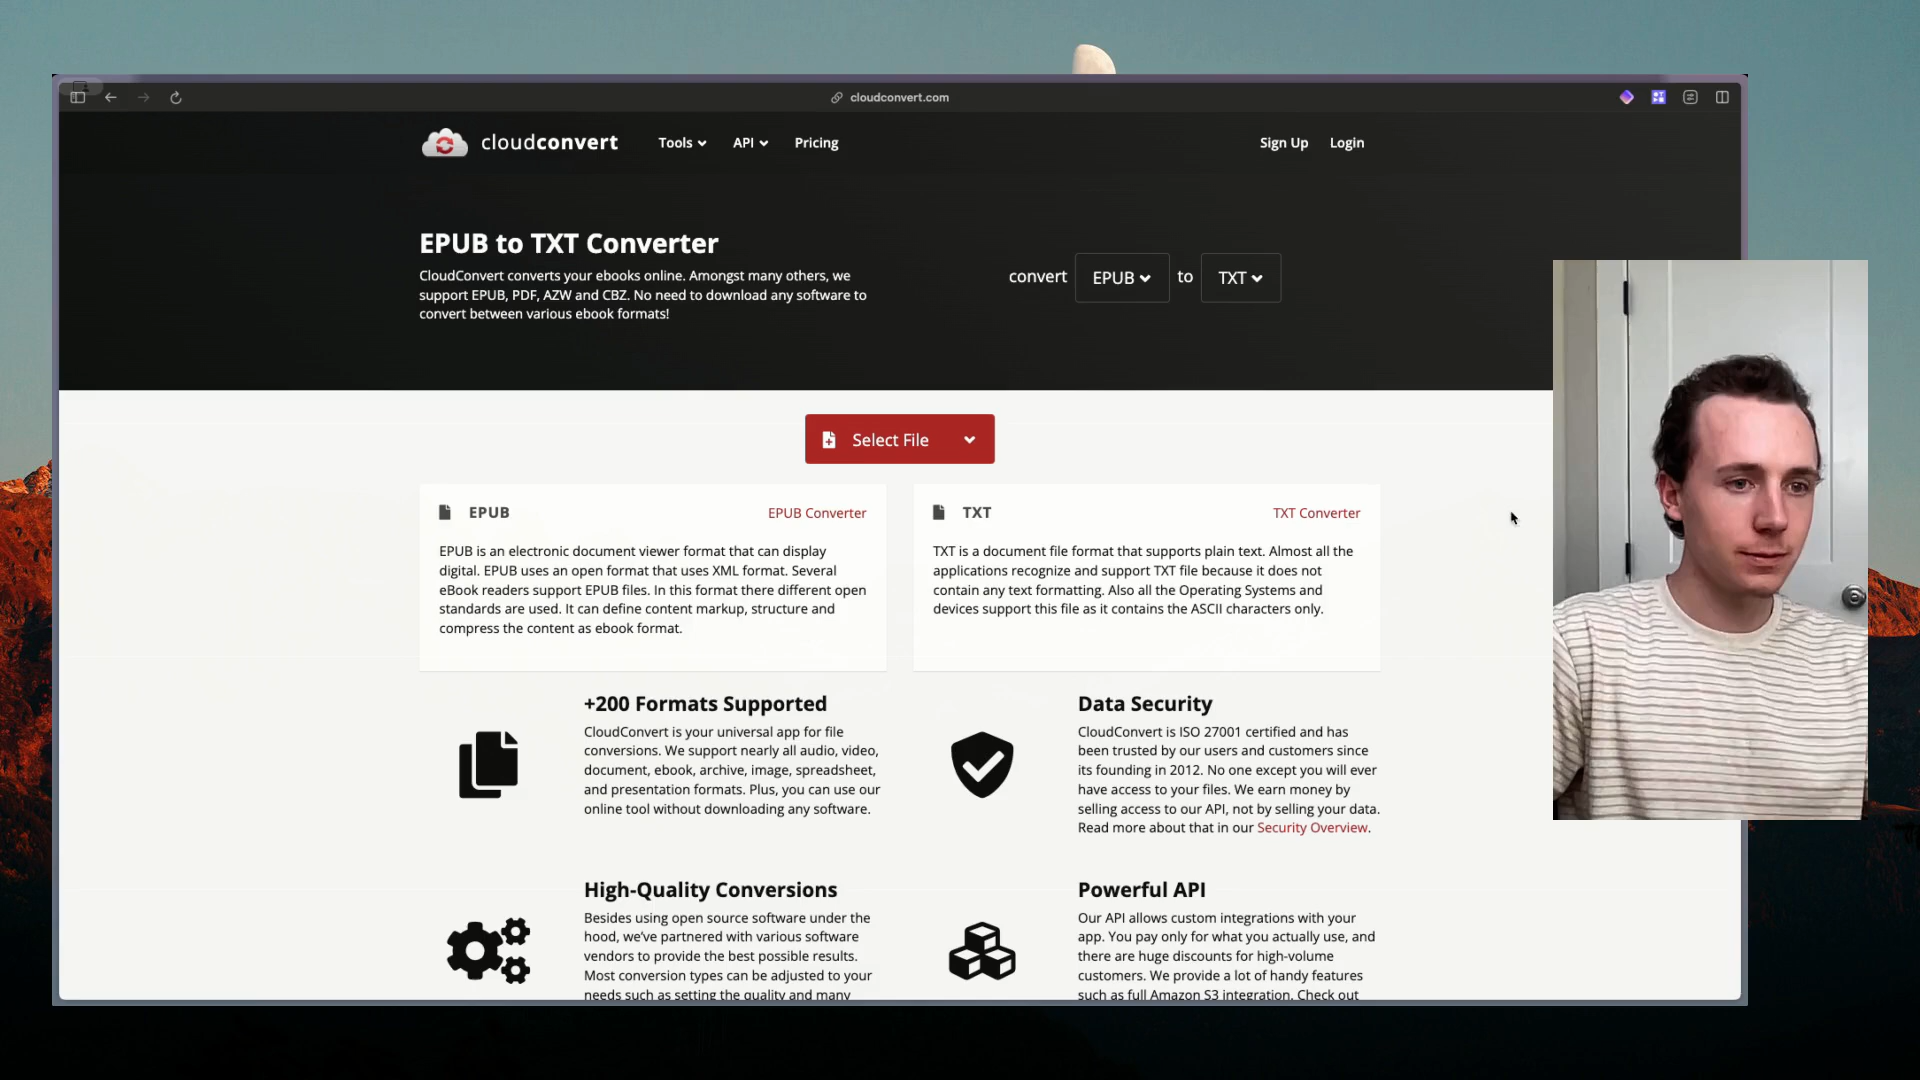 cloudconvert.com
cloudconvert
Tools
API
Pricing
Sign Up
Login
EPUB to TXT Converter
CloudConvert converts your ebooks online. Amongst many others, we
support EPUB, PDF, AZW and CBZ. No need to download any software to
convert between various ebook formats!
convert EPUB to TXT
Select File
EPUB
EPUB Converter
EPUB is an electronic document viewer format that can display
digital. EPUB uses an open format that uses XML format. Several
eBook readers support EPUB files. In this format there different open
standards are used. It can define content markup, structure and
compress the content as ebook format.
TXT
TXT Converter
TXT is a document file format that supports plain text. Almost all the
applications recognize and support TXT file because it does not
contain any text formatting. Also all the Operating Systems and
devices support this file as it contains the ASCII characters only.
+200 Formats Supported
CloudConvert is your universal app for file
conversions. We support nearly all audio, video,
document, ebook, archive, image, spreadsheet,
and presentation formats. Plus, you can use our
online tool without downloading any software.
Data Security
CloudConvert is ISO 27001 certified and has
been trusted by our users and customers since
its founding in 2012. No one except you will ever
have access to your files. We earn money by
selling access to our API, not by selling your data.
Read more about that in our Security Overview.
High-Quality Conversions
Besides using open source software under the
hood, we've partnered with various software
vendors to provide the best possible results.
Most conversion types can be adjusted to your
needs such as setting the quality and many
Powerful API
Our API allows custom integrations with your
app. You pay only for what you actually use, and
there are huge discounts for high-volume
customers. We provide a lot of handy features
such as full Amazon S3 integration. Check out